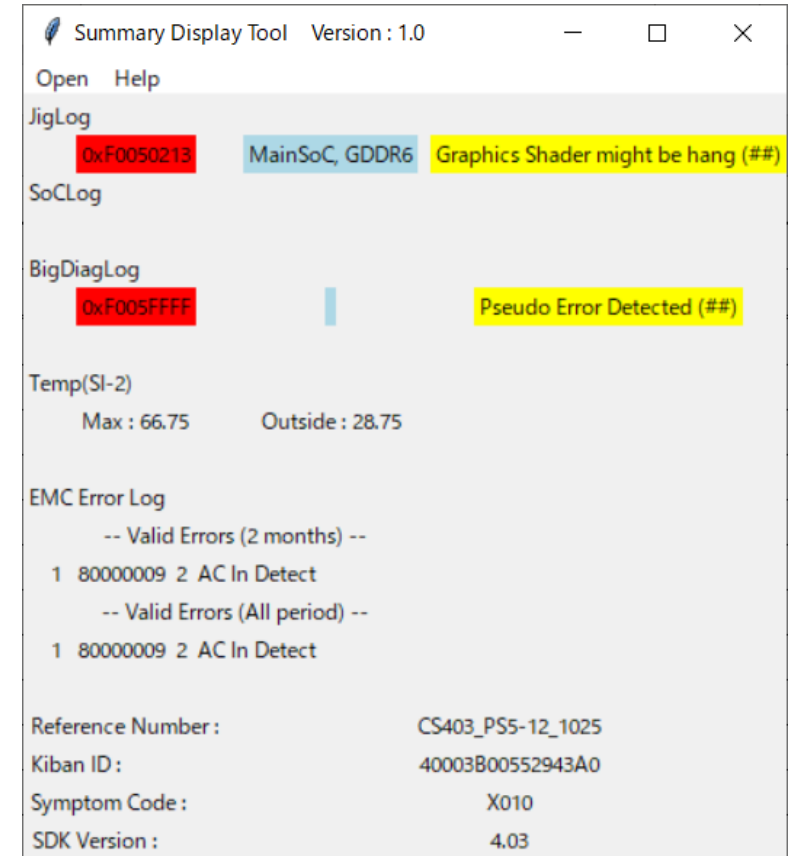 Summary Display Tool Version : 1.0
Open Help
JigLog
0xF0050213 MainSoC, GDDR6 Graphics Shader might be hang (##)
SoCLog
BigDiagLog
0xF005FFFF Pseudo Error Detected (##)
Temp(SI-2)
Max : 66.75 Outside : 28.75
EMC Error Log
-- Valid Errors (2 months) --
1 80000009 2 AC In Detect
-- Valid Errors (All period) --
1 80000009 2 AC In Detect
Reference Number : CS403_PS5-12_1025
Kiban ID : 40003B00552943A0
Symptom Code : X010
SDK Version : 4.03